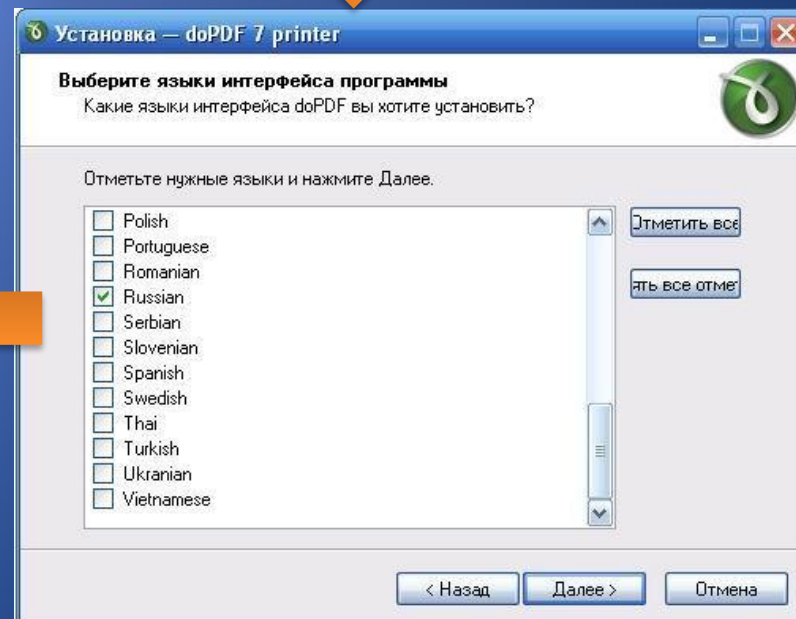 Установка — doPDF 7 printer
Выберите языки интерфейса программы
Какие языки интерфейса doPDF вы хотите установить?
Отметьте нужные языки и нажмите Далее.
Polish
Portuguese
Romanian
Russian
Serbian
Slovenian
Spanish
Swedish
Thai
Turkish
Ukranian
Vietnamese
Отметить все
ять все отмет
< Назад
Далее >
Отмена